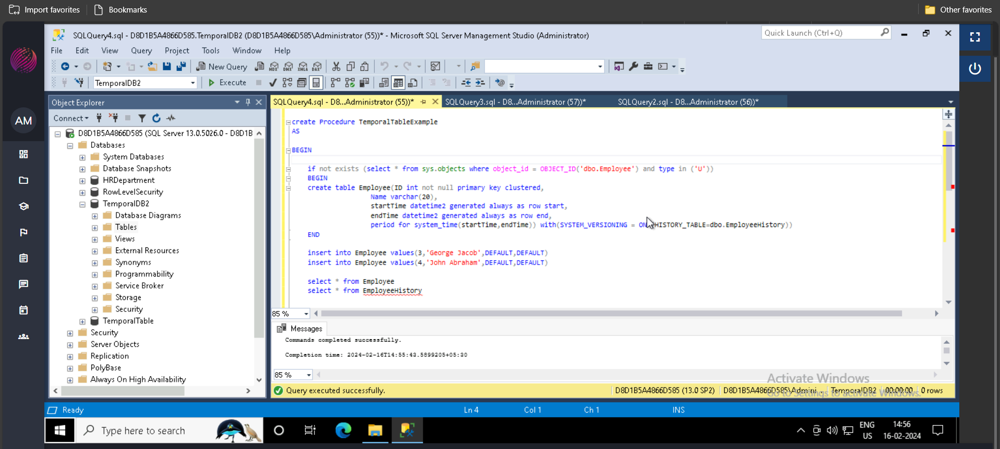 Import favorites
Bookmarks
Other favorites
SQLQuery4.sql - D8D1B5A4866D585.TemporalDB2 (D8D1B5A4866D585\Administrator (55))* - Microsoft SQL Server Management Studio (Administrator)
Quick Launch (Ctrl+Q)
File Edit View Query Project Tools Window Help
New Query
MDX DMX XMLA DAX
TemporalDB2
Execute
Object Explorer
SQLQuery4.sql - D8...Administrator (55))*
SQLQuery3.sql - D8...Administrator (57))*
SQLQuery2.sql - D8...Administrator (56))*
AM
Connect
D8D1B5A4866D585 (SQL Server 13.0.5026.0 - D8D1B
Databases
System Databases
Database Snapshots
HRDepartment
RowLevelSecurity
TemporalDB2
Database Diagrams
Tables
Views
External Resources
Synonyms
Programmability
Service Broker
Storage
Security
TemporalTable
Security
Server Objects
Replication
PolyBase
Always On High Availability
create Procedure TemporalTableExample
AS
BEGIN
if not exists (select * from sys.objects where object_id = OBJECT_ID('dbo.Employee') and type in ('U'))
BEGIN
create table Employee(ID int not null primary key clustered,
Name varchar(20),
startTime datetime2 generated always as row start,
endTime datetime2 generated always as row end,
period for system_time(startTime,endTime)) with(SYSTEM_VERSIONING = ON HISTORY_TABLE=dbo.EmployeeHistory))
END
insert into Employee values(3,'George Jacob',DEFAULT,DEFAULT)
insert into Employee values(4,'John Abraham',DEFAULT,DEFAULT)
select * from Employee
select * from EmployeeHistory
85 %
Messages
Commands completed successfully.
Completion time: 2024-02-16T14:55:43.5899205+05:30
85 %
Activate Windows
Go to Settings to activate Windows.
Query executed successfully.
D8D1B5A4866D585 (13.0 SP2)
D8D1B5A4866D585\Admini...
TemporalDB2
00:00:00
0 rows
Ready
Ln 4
Col 1
Ch 1
INS
Type here to search
ENG
US
14:56
16-02-2024